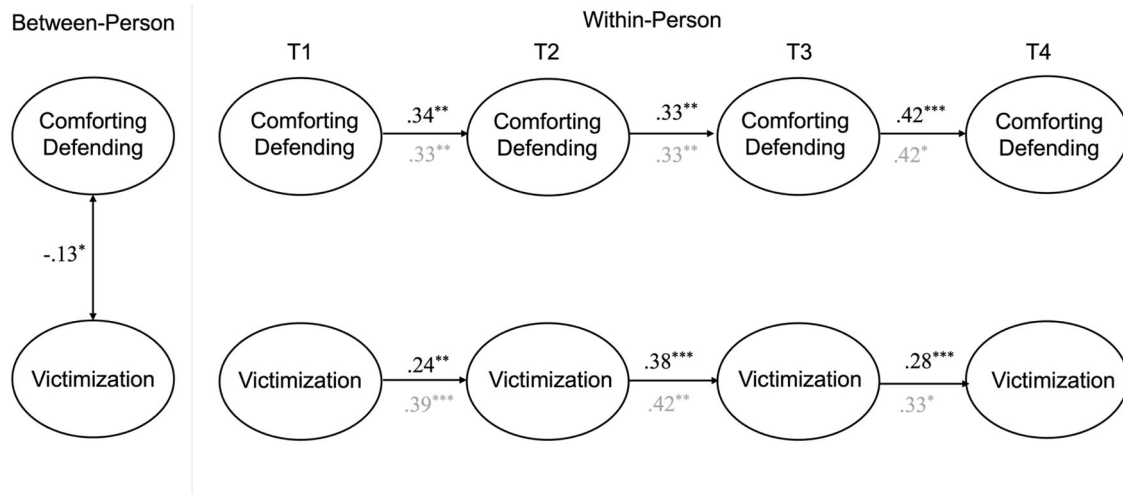 Between-Person
Within-Person
T1
T2
T3
T4
Comforting
Defending
Comforting
Defending
.34**
.33**
Comforting
Defending
.33**
.33**
Comforting
Defending
.42***
.42*
Comforting
Defending
-.13*
Victimization
Victimization
.24**
.39***
Victimization
.38***
.42**
Victimization
.28***
.33*
Victimization